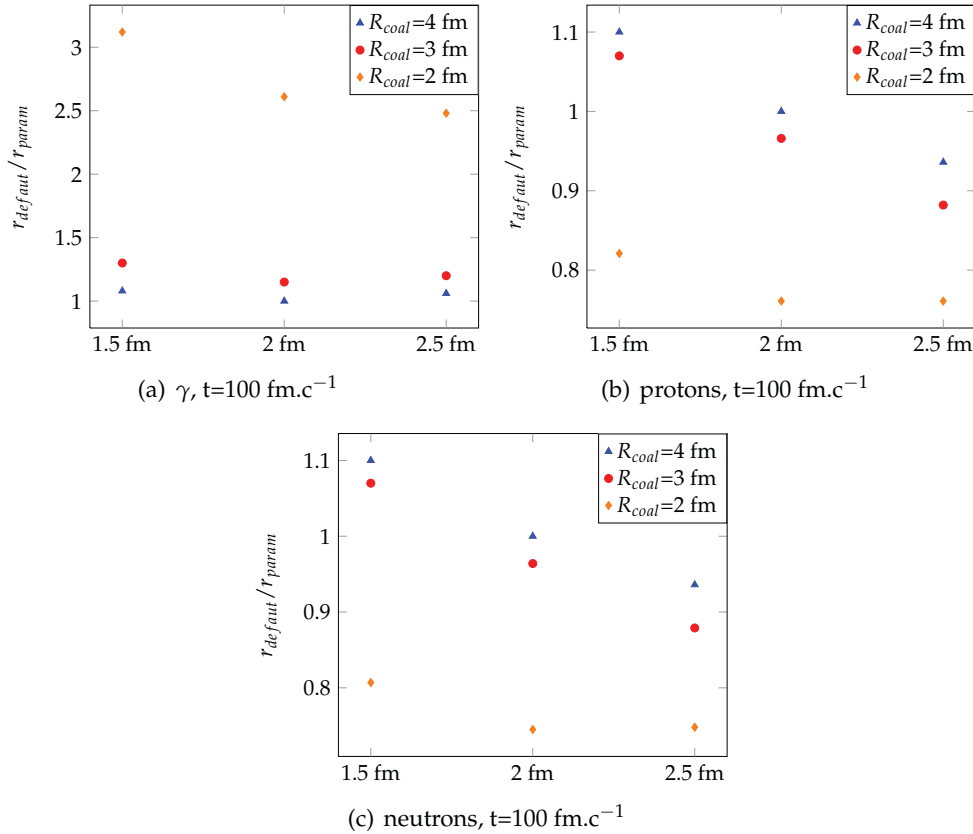 R_coal=4 fm
R_coal=3 fm
R_coal=2 fm
3
2.5
2
1.5
1
r_defaut/r_param
1.5 fm 2 fm 2.5 fm
(a) γ, t=100 fm.c⁻¹
R_coal=4 fm
R_coal=3 fm
R_coal=2 fm
1.1
1
0.9
0.8
r_defaut/r_param
1.5 fm 2 fm 2.5 fm
(b) protons, t=100 fm.c⁻¹
R_coal=4 fm
R_coal=3 fm
R_coal=2 fm
1.1
1
0.9
0.8
r_defaut/r_param
1.5 fm 2 fm 2.5 fm
(c) neutrons, t=100 fm.c⁻¹